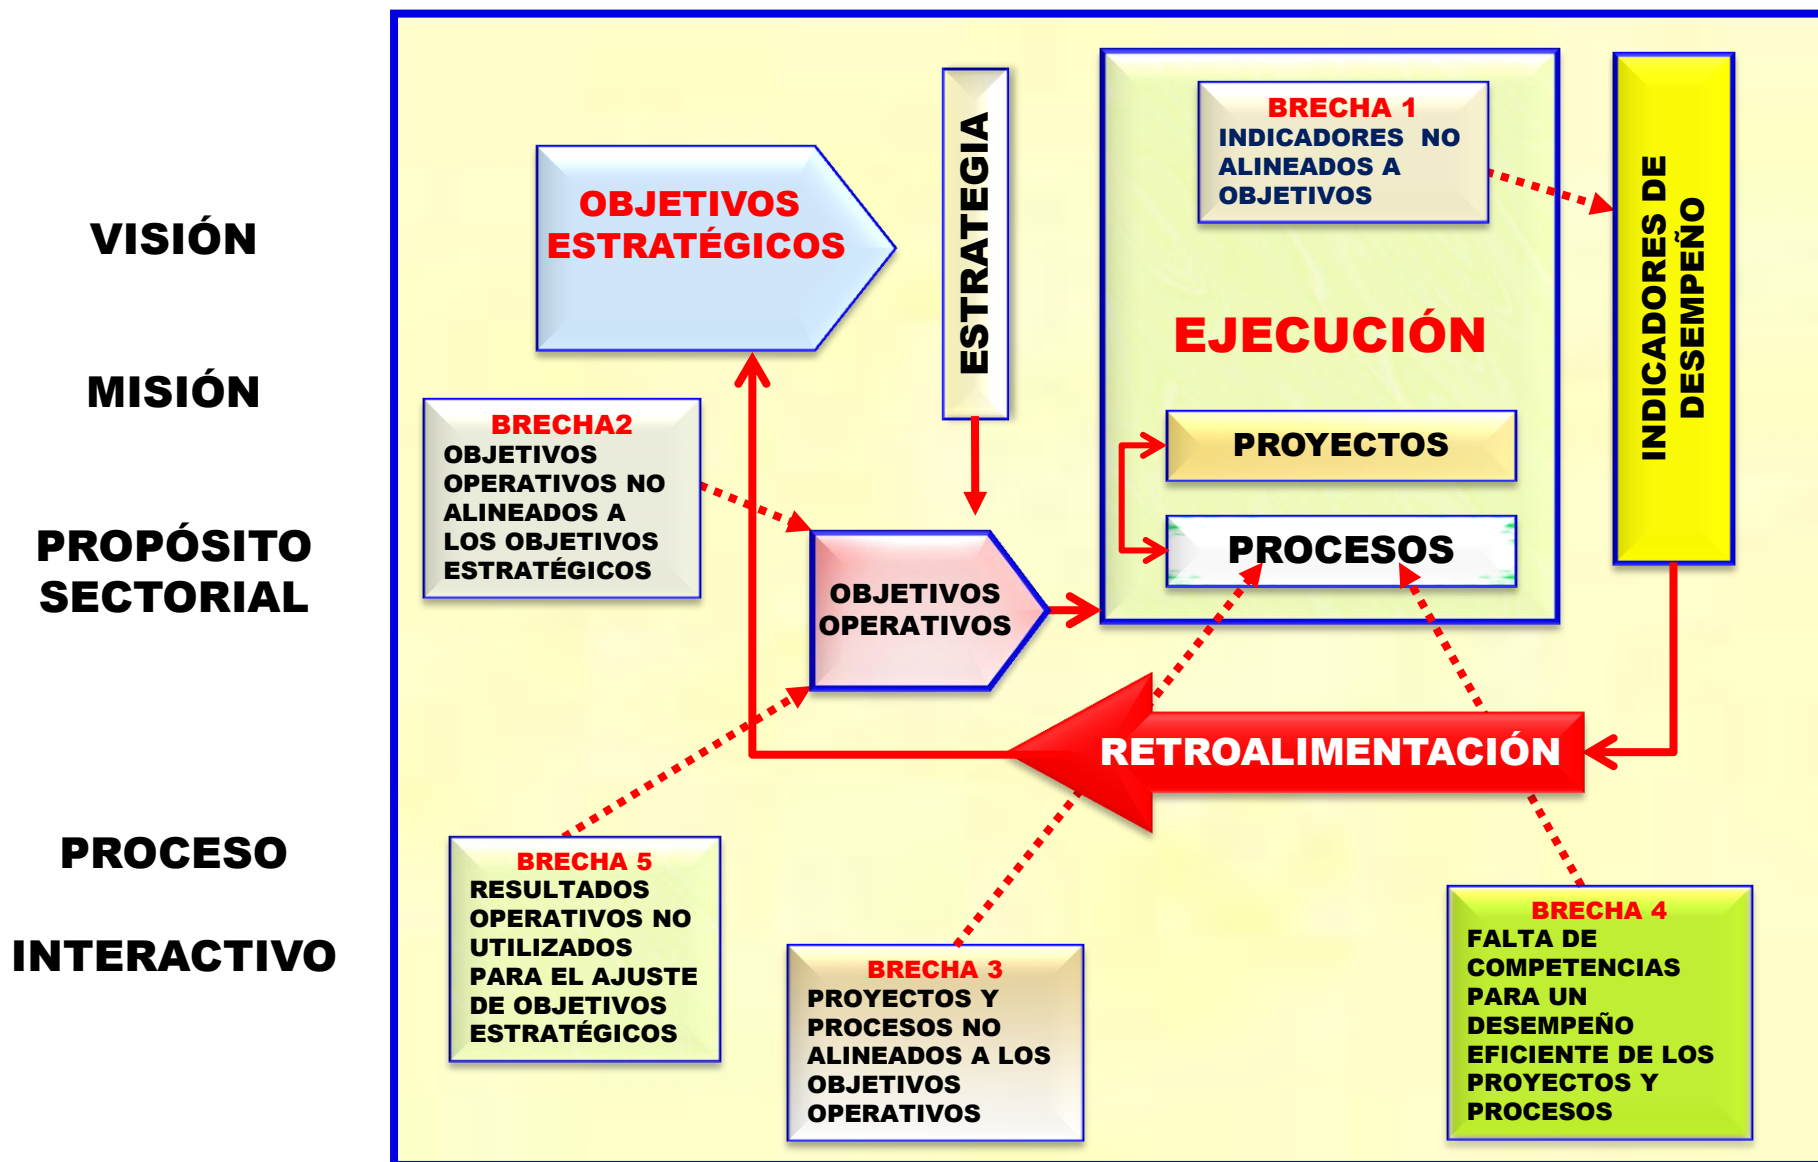 VISIÓN
MISIÓN
PROPÓSITO
SECTORIAL
PROCESO
INTERACTIVO
OBJETIVOS
ESTRATÉGICOS
ESTRATEGIA
BRECHA 1
INDICADORES NO
ALINEADOS A
OBJETIVOS
EJECUCIÓN
PROYECTOS
PROCESOS
INDICADORES DE
DESEMPEÑO
BRECHA2
OBJETIVOS
OPERATIVOS NO
ALINEADOS A
LOS OBJETIVOS
ESTRATÉGICOS
OBJETIVOS
OPERATIVOS
RETROALIMENTACIÓN
BRECHA 5
RESULTADOS
OPERATIVOS NO
UTILIZADOS
PARA EL AJUSTE
DE OBJETIVOS
ESTRATÉGICOS
BRECHA 3
PROYECTOS Y
PROCESOS NO
ALINEADOS A LOS
OBJETIVOS
OPERATIVOS
BRECHA 4
FALTA DE
COMPETENCIAS
PARA UN
DESEMPEÑO
EFICIENTE DE LOS
PROYECTOS Y
PROCESOS